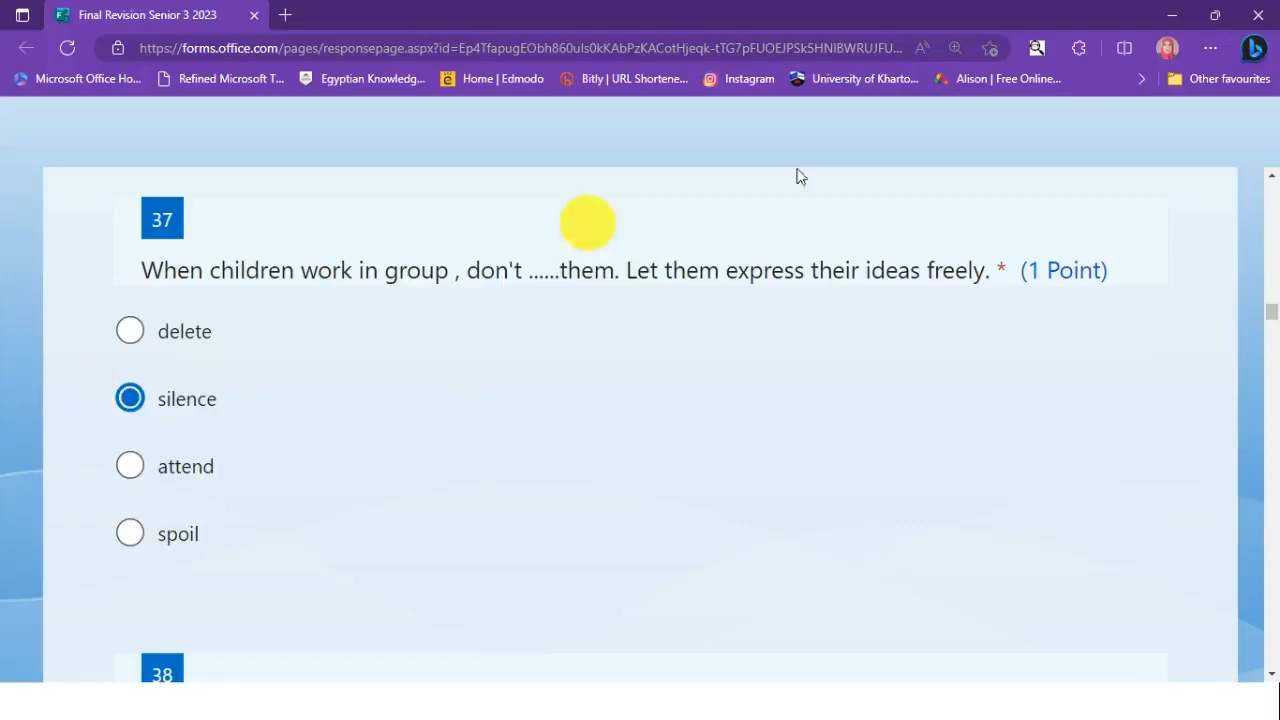 Final Revision Senior 3 2023
https://forms.office.com/pages/responsepage.aspx?id=Ep4TfapugEObh860uls0kKAbPzKACotHjeqk-tTG7pFUOEJPSk5HNlBWRUJFU...
Microsoft Office Ho... Refined Microsoft T... Egyptian Knowledg... Home | Edmodo Bitly | URL Shortene... Instagram University of Kharto... Alison | Free Online... Other favourites
37
When children work in group , don't ......them. Let them express their ideas freely. * (1 Point)
delete
silence
attend
spoil
38